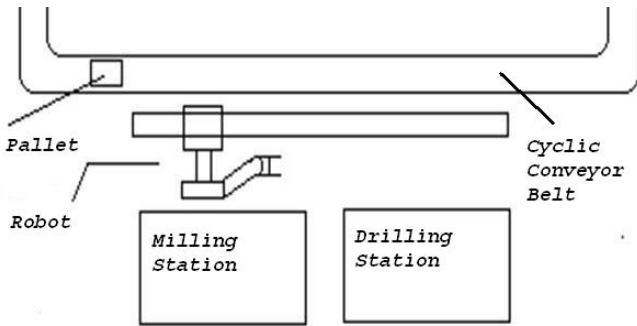 Pallet
Cyclic
Conveyor
Belt
Robot
Milling
Station
Drilling
Station